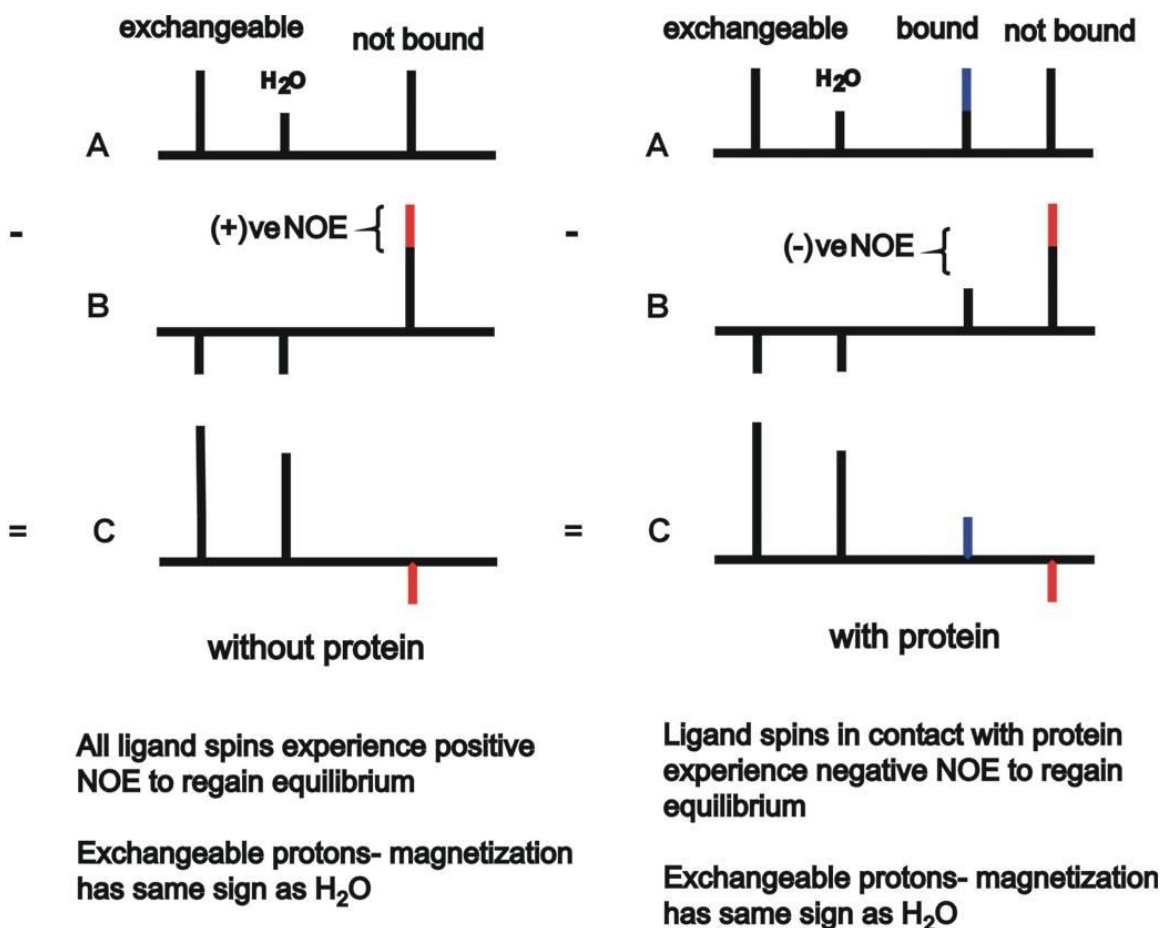 exchangeable
not bound
H₂O
A
-
(+)ve NOE
B
=
C
without protein
All ligand spins experience positive
NOE to regain equilibrium
Exchangeable protons- magnetization
has same sign as H₂O
exchangeable
bound
not bound
H₂O
A
-
(-)ve NOE
B
=
C
with protein
Ligand spins in contact with protein
experience negative NOE to regain
equilibrium
Exchangeable protons- magnetization
has same sign as H₂O